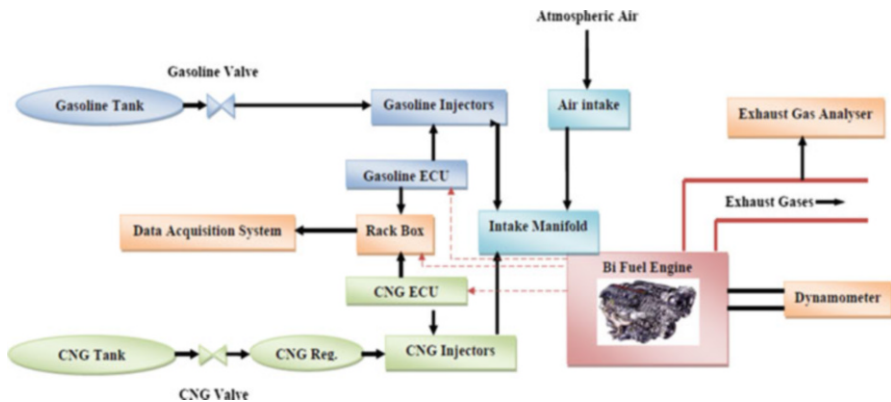 Atmospheric Air
Gasoline Valve
Gasoline Tank
Gasoline Injectors
Air intake
Exhaust Gas Analyser
Gasoline ECU
Exhaust Gases
Data Acquisition System
Rack Box
Intake Manifold
Bi Fuel Engine
CNG ECU
Dynamometer
CNG Tank
CNG Reg.
CNG Injectors
CNG Valve